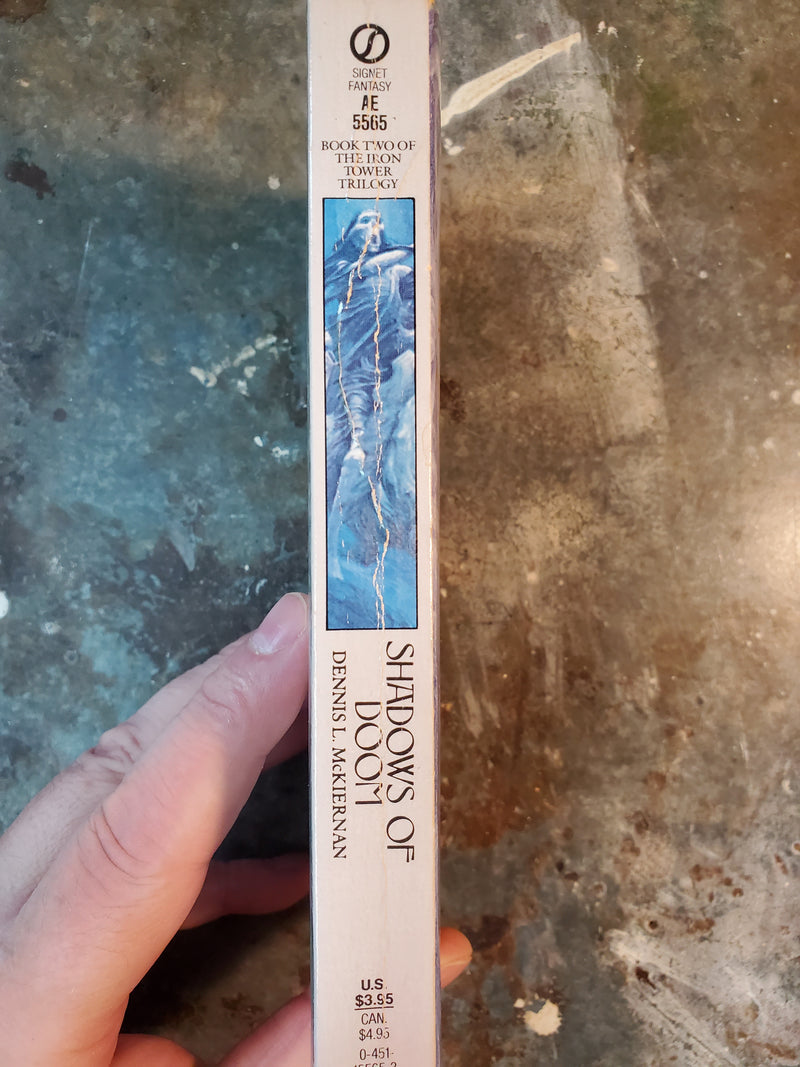 SIGNET
FANTASY
AE
5565
BOOK TWO OF
THE IRON
TOWER
TRILOGY
SHADOWS OF
DOOM
DENNIS L. McKIERNAN
U.S.
$3.95
CAN.
$4.95
0-451-